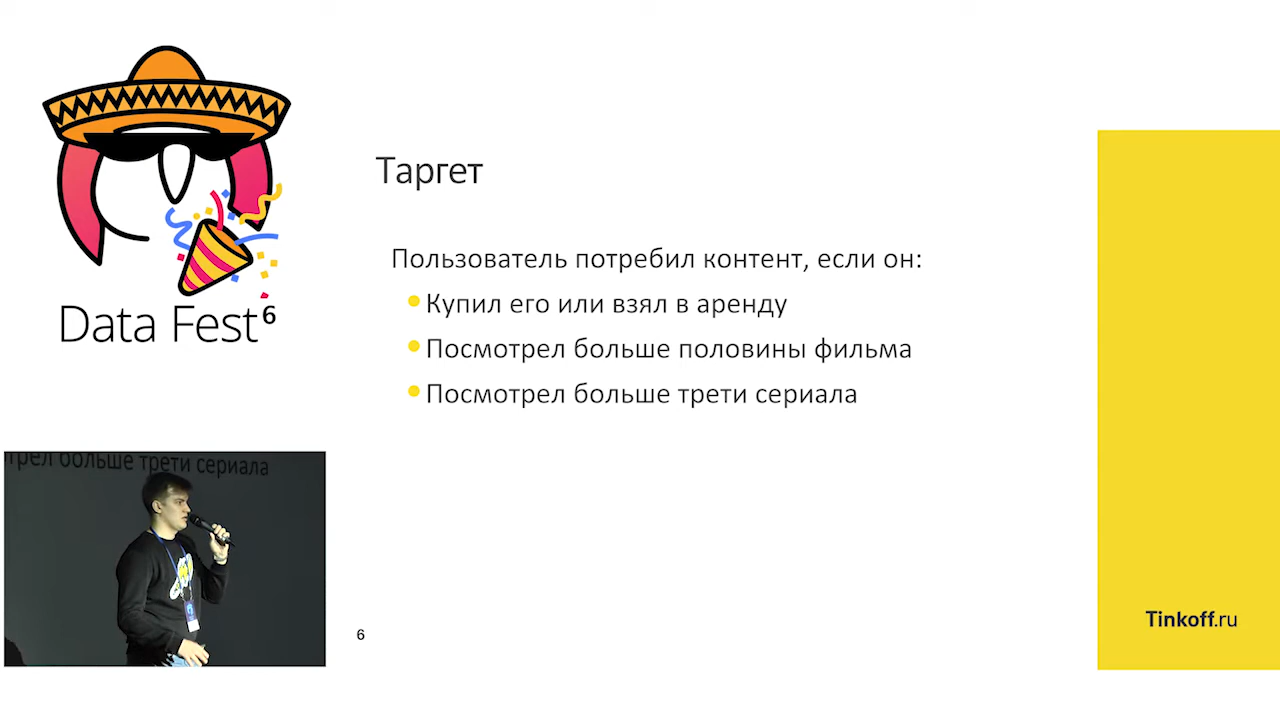 Data Fest⁶
Таргет
Пользователь потребил контент, если он:
Купил его или взял в аренду
Посмотрел больше половины фильма
Посмотрел больше трети сериала
больше трети сериала
6
Tinkoff.ru